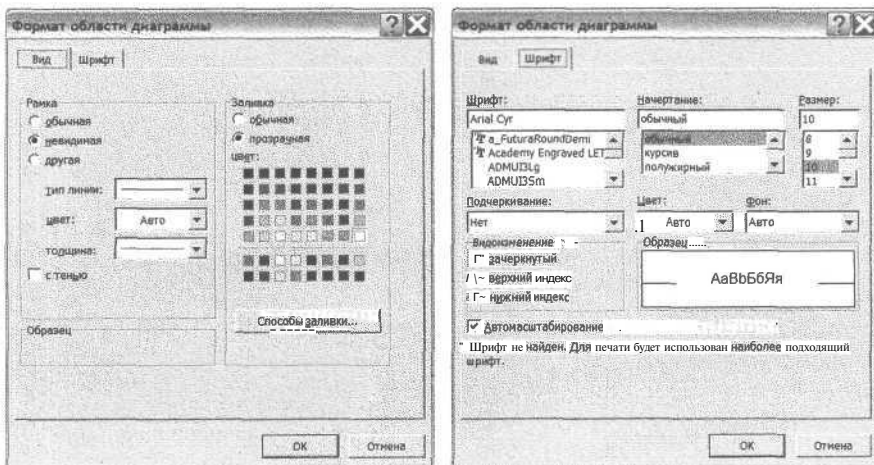 Формат области диаграммы
Вид Шрифт
Рамка
обычная
невидимая
другая
тип линии:
цвет: Авто
толщина:
с тенью
Образец
Заливка
обычная
прозрачная
цвет:
Способы заливки...
ОК Отмена
Формат области диаграммы
Вид Шрифт
Шрифт: Начертание: Размер:
Arial Cyr обычный 10
a_FuturaRoundDemi обычный 8
Academy Engraved LET курсив 9
ADMUI3Lg полужирный 10
ADMUI3Sm 11
Подчеркивание: Цвет: Фон:
Нет Авто Авто
Видоизменение Образец
зачеркнутый
верхний индекс AaBbБбЯя
нижний индекс
Автомасштабирование
Шрифт не найден. Для печати будет использован наиболее подходящий
шрифт.
ОК Отмена